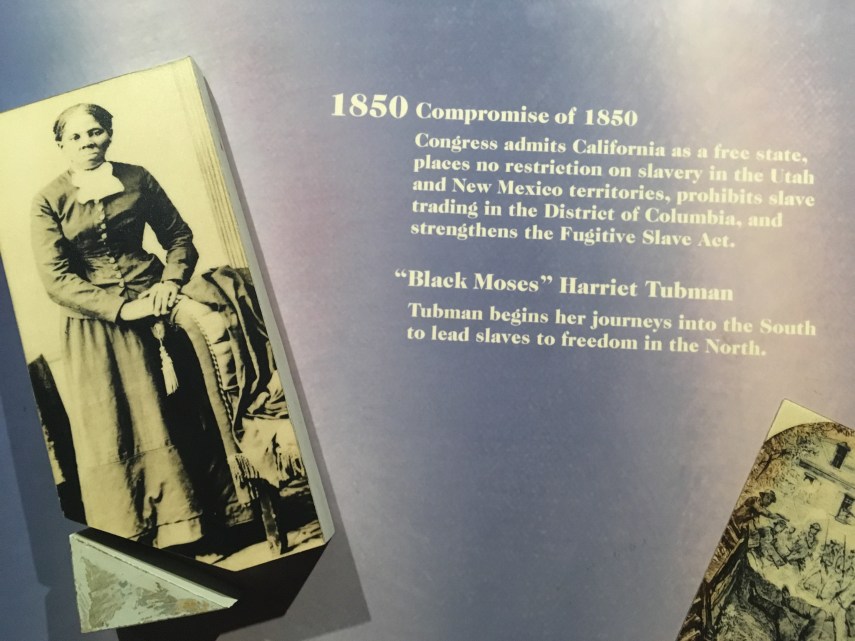 1850 Compromise of 1850
Congress admits California as a free state,
places no restriction on slavery in the Utah
and New Mexico territories, prohibits slave
trading in the District of Columbia, and
strengthens the Fugitive Slave Act.
“Black Moses” Harriet Tubman
Tubman begins her journeys into the South
to lead slaves to freedom in the North.